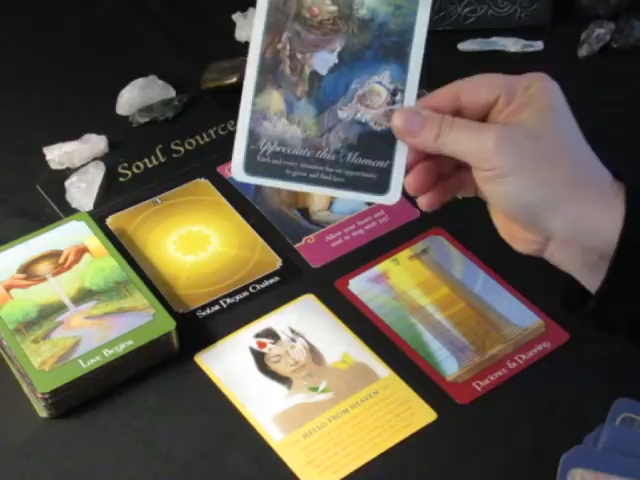 Appreciate this Moment
Each and every situation has an opportunity
to grow and find love.
Soul Source
Allow your heart and
soul to sing with joy!
Solar Plexus Chakra
Love Begins
HELLO FROM HEAVEN
Patience & Planning